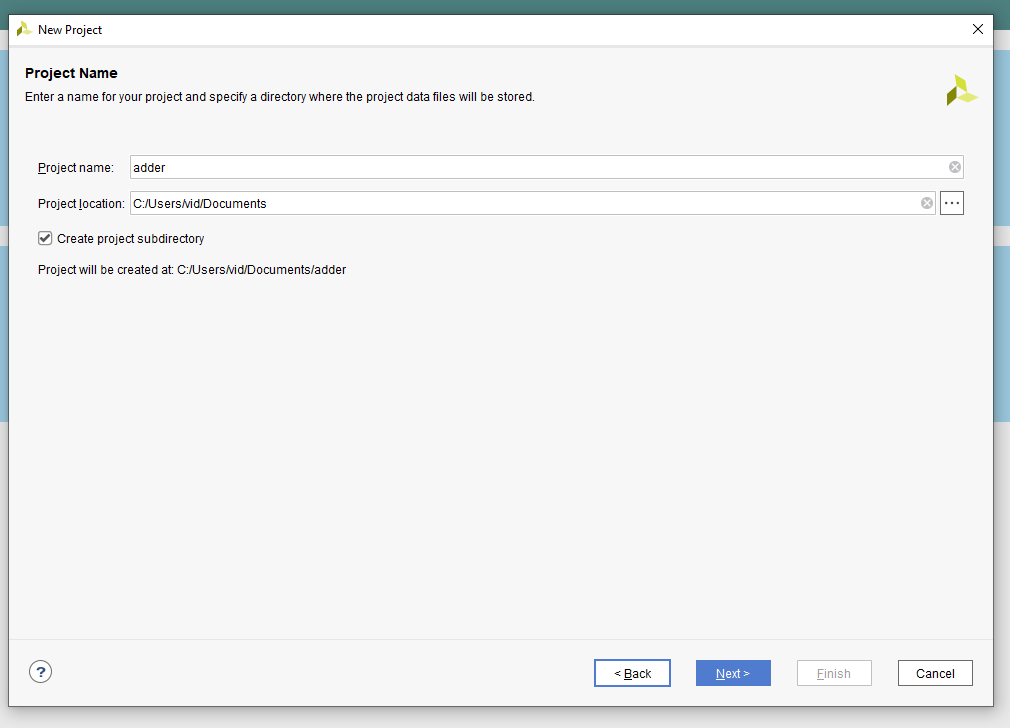 New Project
Project Name
Enter a name for your project and specify a directory where the project data files will be stored.
Project name: adder
Project location: C:/Users/vid/Documents
...
Create project subdirectory
Project will be created at: C:/Users/vid/Documents/adder
? < Back Next > Finish Cancel